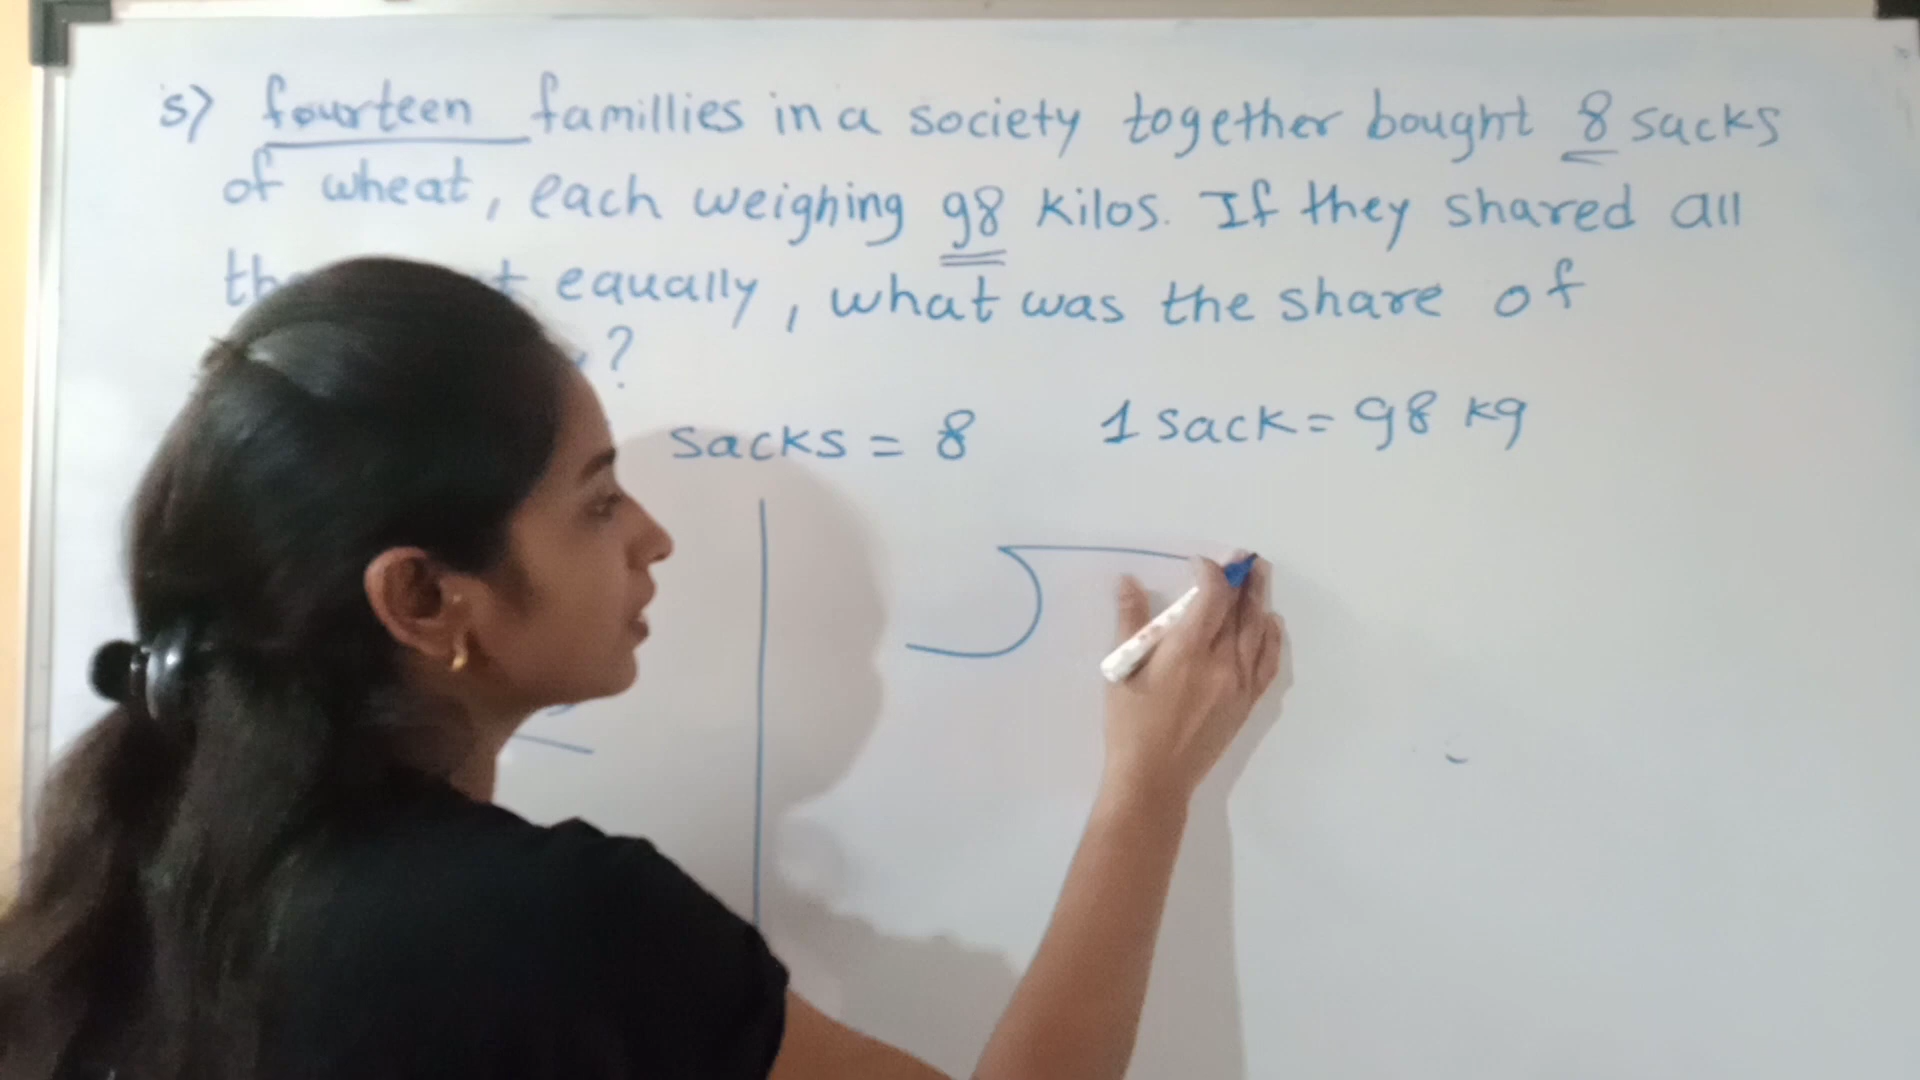 5) fourteen famillies in a society together bought 8 sacks
of wheat, each weighing 98 kilos. If they shared all
equally, what was the share of
?
sacks = 8 1 sack = 98 kg